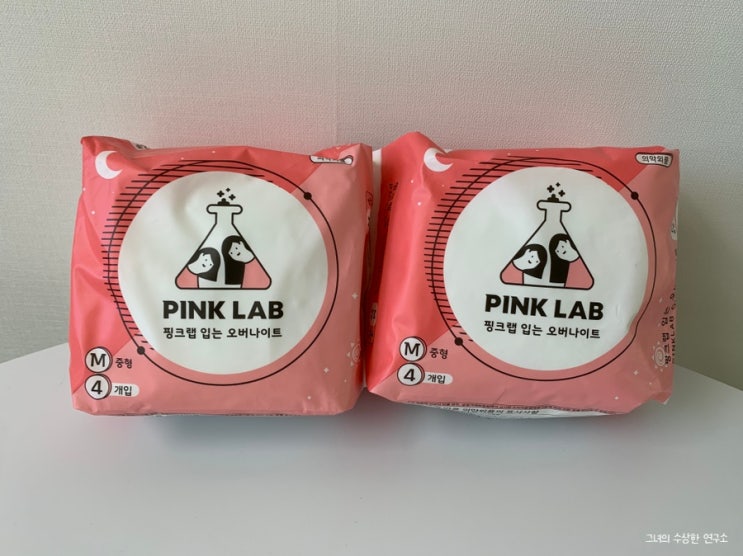 PINK LAB
핑크랩 입는 오버나이트
M 중형
4 개입
의약외품
PINK LAB
핑크랩 입는 오버나이트
M 중형
4 개입
그녀의 수상한 연구소